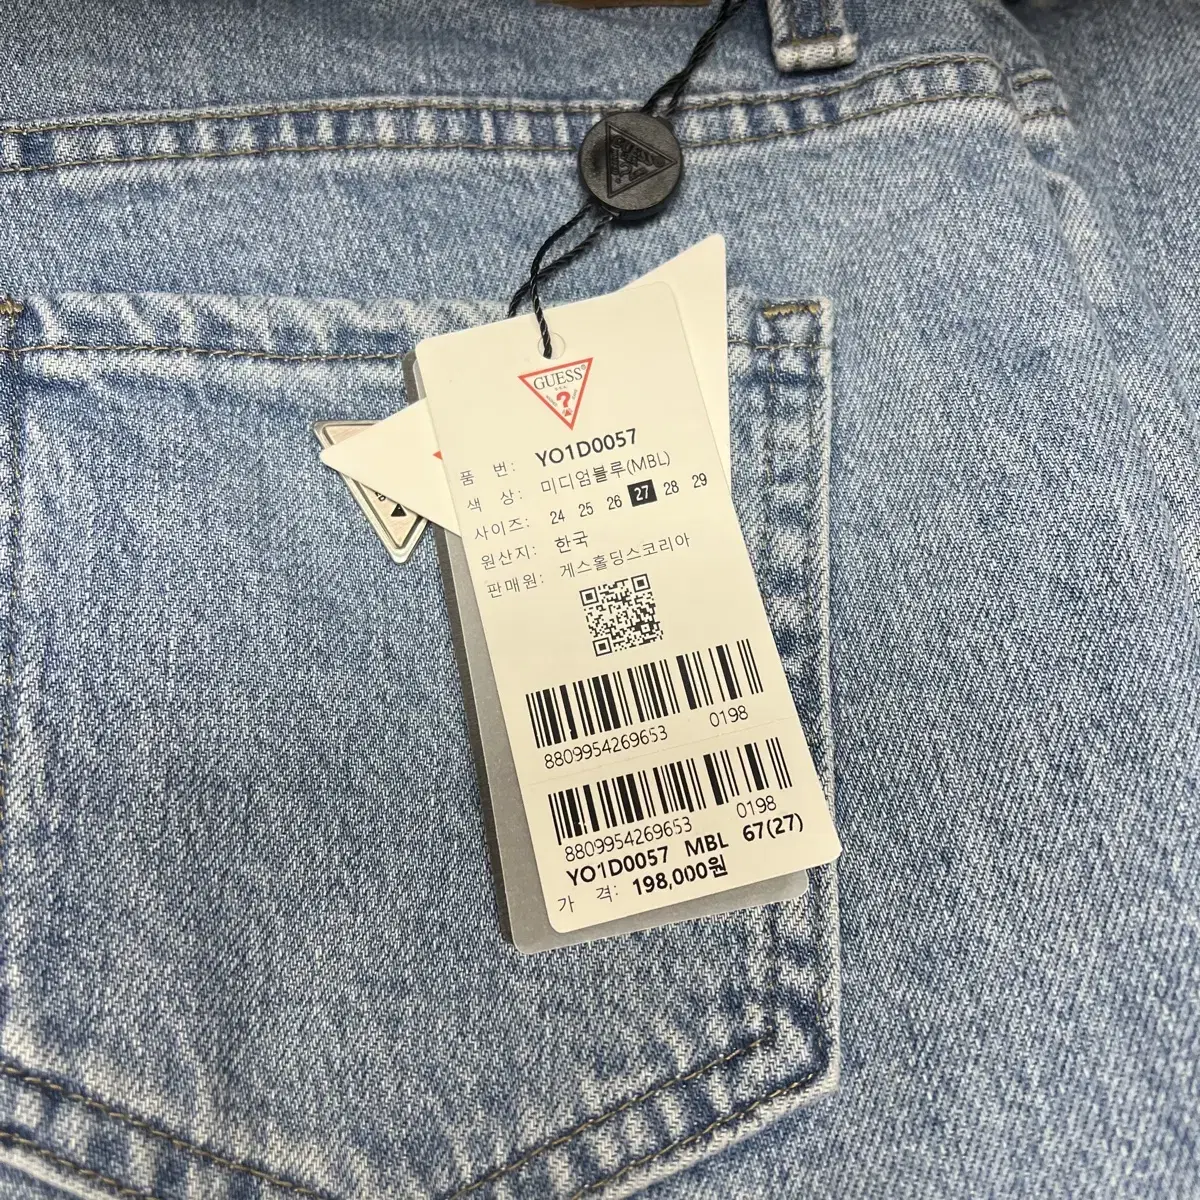 GUESS
?
품 번: YO1D0057
색 상: 미디엄블루(MBL)
사이즈: 24 25 26 27 28 29
원산지: 한국
판매원: 게스홀딩스코리아
8809954269653 0198
8809954269653 0198
YO1D0057 MBL 67(27)
가 격: 198,000원